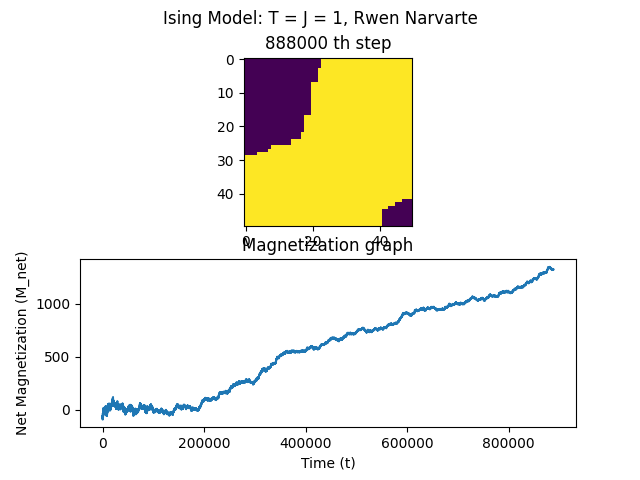 Ising Model: T = J = 1, Rwen Narvarte
888000 th step
0
10
20
30
40
0 20 40
Magnetization graph
Net Magnetization (M_net)
1000
500
0
0 200000 400000 600000 800000
Time (t)